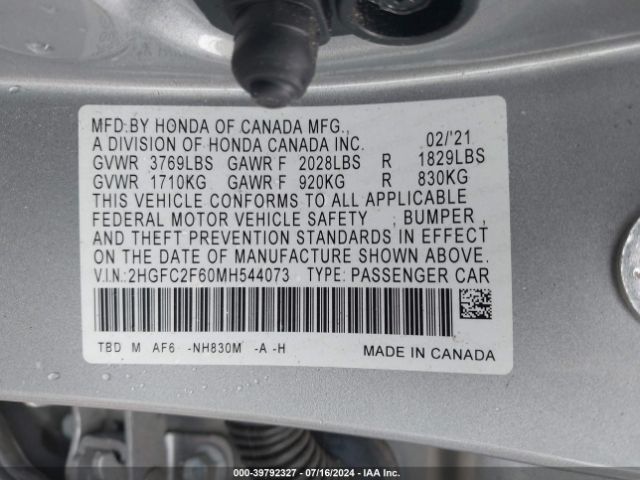 MFD.BY HONDA OF CANADA MFG.,
A DIVISION OF HONDA CANADA INC. 02/'21
GVWR 3769LBS GAWR F 2028LBS R 1829LBS
GVWR 1710KG GAWR F 920KG R 830KG
THIS VEHICLE CONFORMS TO ALL APPLICABLE
FEDERAL MOTOR VEHICLE SAFETY , BUMPER ,
AND THEFT PREVENTION STANDARDS IN EFFECT
ON THE DATE OF MANUFACTURE SHOWN ABOVE.
V.I.N.:2HGFC2F60MH544073 TYPE: PASSENGER CAR
TBD M AF6 -NH830M -A -H
MADE IN CANADA
000-39792327 - 07/16/2024 - IAA Inc.